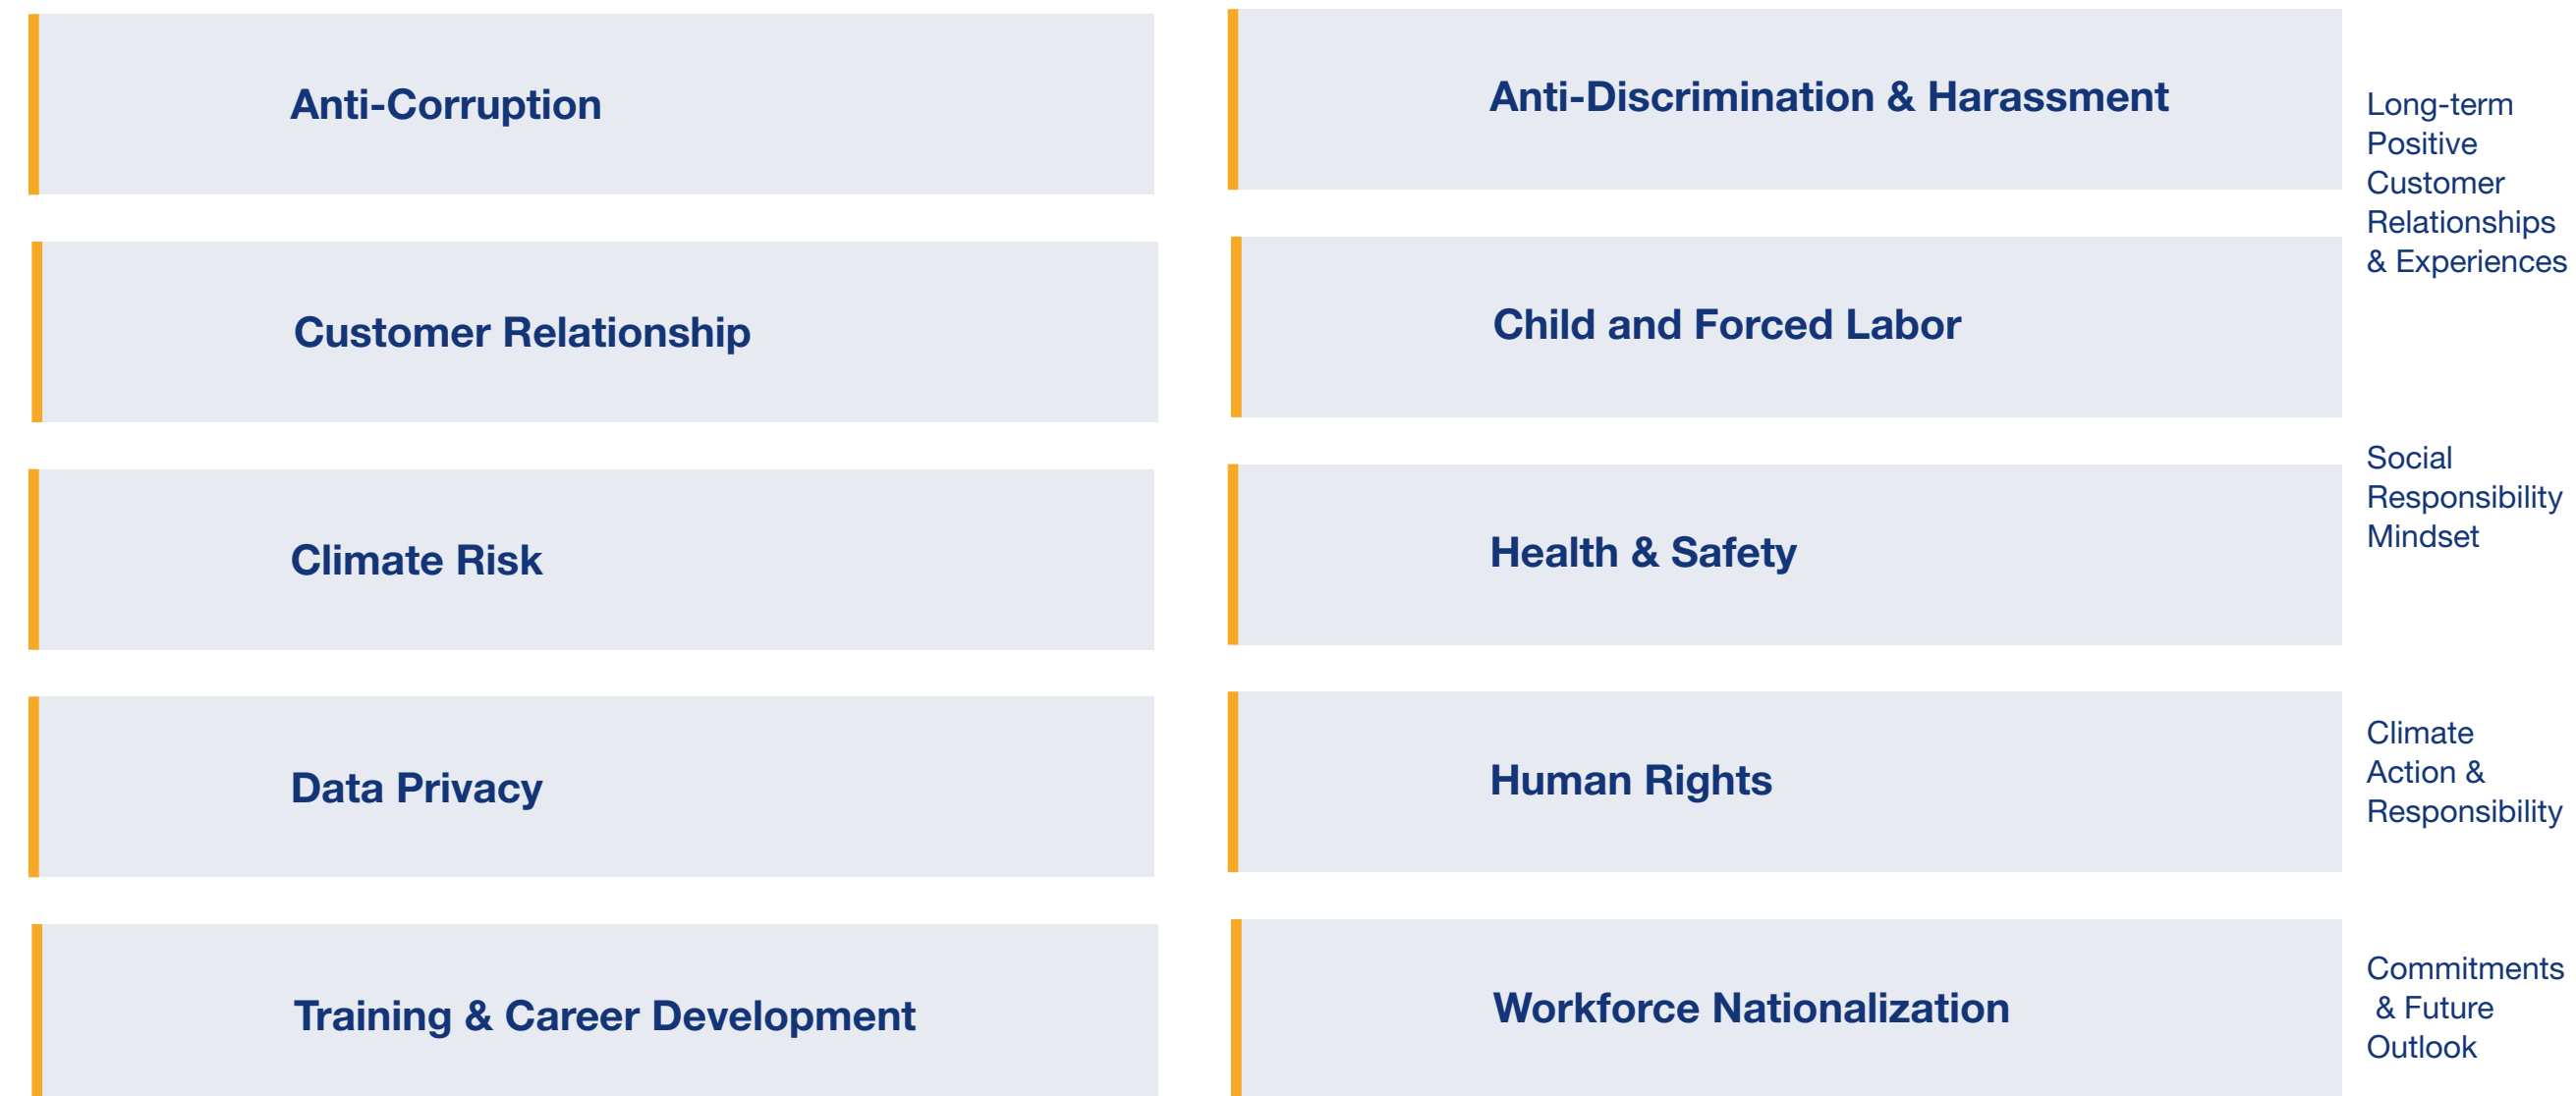 Anti-Corruption
Customer Relationship
Climate Risk
Data Privacy
Training & Career Development
Anti-Discrimination & Harassment
Child and Forced Labor
Health & Safety
Human Rights
Workforce Nationalization
Long-term
Positive
Customer
Relationships
& Experiences
Social
Responsibility
Mindset
Climate
Action &
Responsibility
Commitments
& Future
Outlook